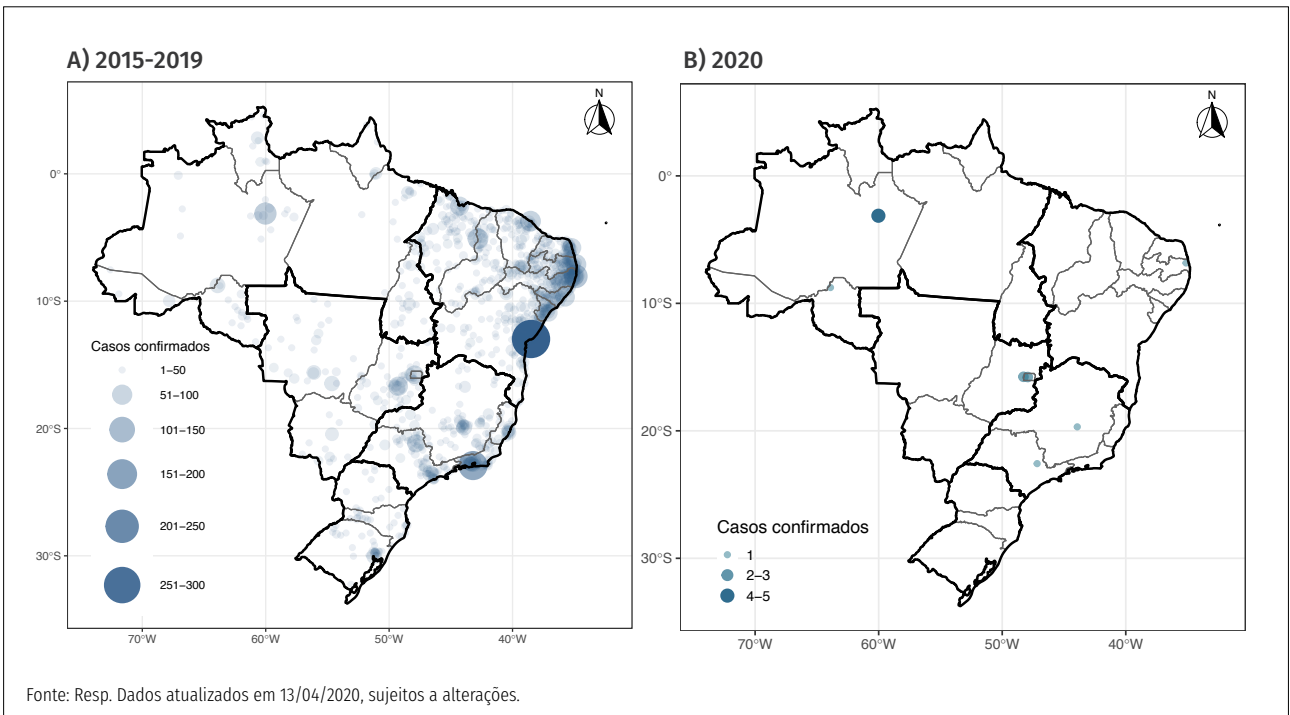 A) 2015-2019
N
0°
10°S
20°S
30°S
70°W
60°W
50°W
40°W
Casos confirmados
1–50
51–100
101–150
151–200
201–250
251–300
B) 2020
N
0°
10°S
20°S
30°S
70°W
60°W
50°W
40°W
Casos confirmados
1
2–3
4–5
Fonte: Resp. Dados atualizados em 13/04/2020, sujeitos a alterações.